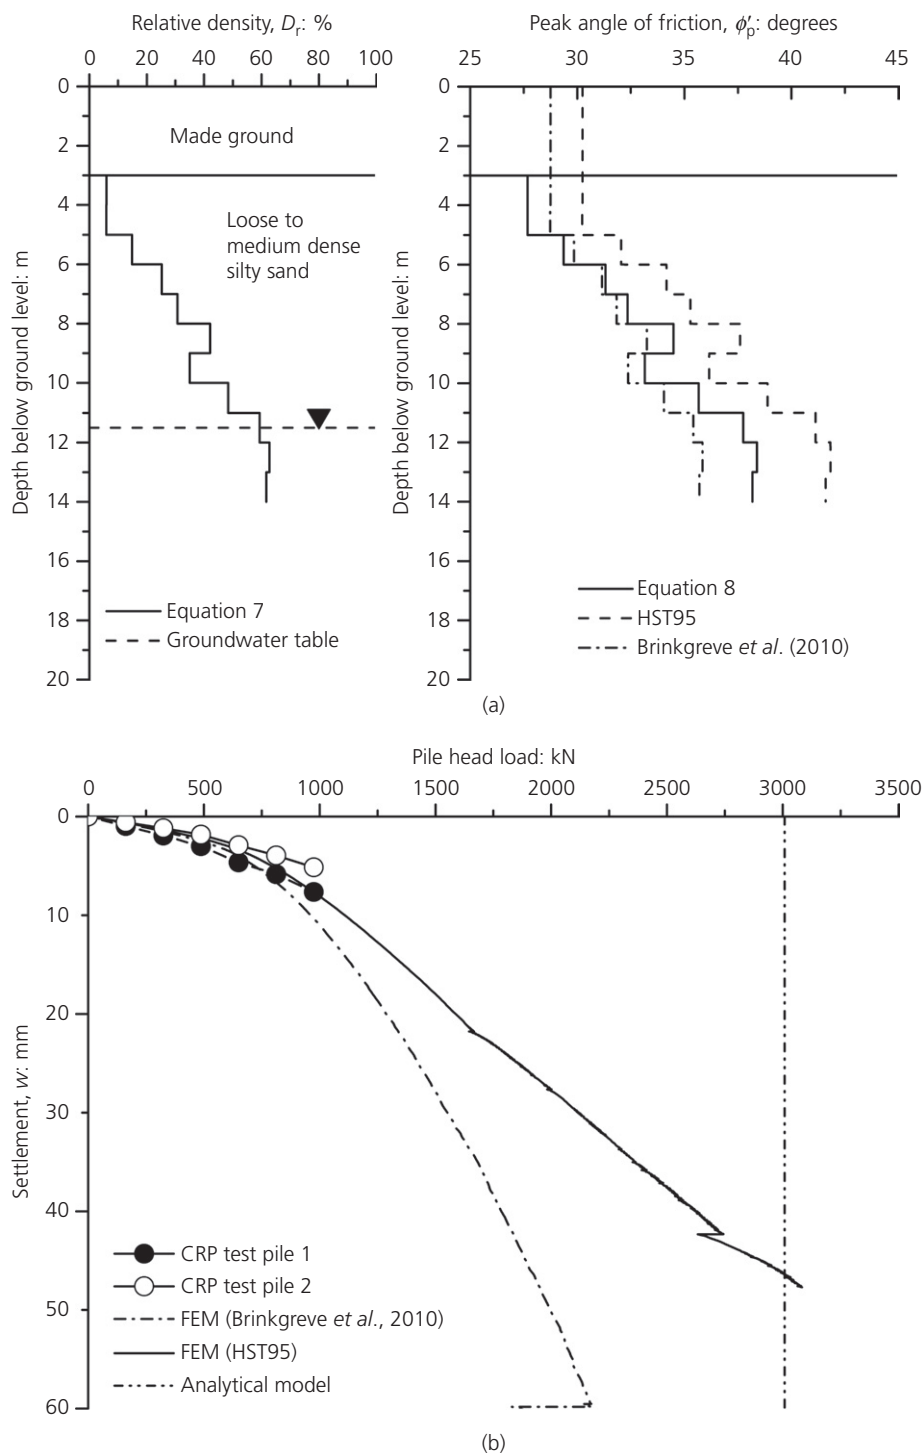 Relative density, Dr: %
0 20 40 60 80 100
0
2
4
6
8
10
12
14
16
18
20
Depth below ground level: m
Made ground
Loose to
medium dense
silty sand
Equation 7
Groundwater table
Peak angle of friction, ϕ′p: degrees
25 30 35 40 45
0
2
4
6
8
10
12
14
16
18
20
Depth below ground level: m
Equation 8
HST95
Brinkgreve et al. (2010)
(a)
Pile head load: kN
0 500 1000 1500 2000 2500 3000 3500
0
10
20
30
40
50
60
Settlement, w: mm
CRP test pile 1
CRP test pile 2
FEM (Brinkgreve et al., 2010)
FEM (HST95)
Analytical model
(b)